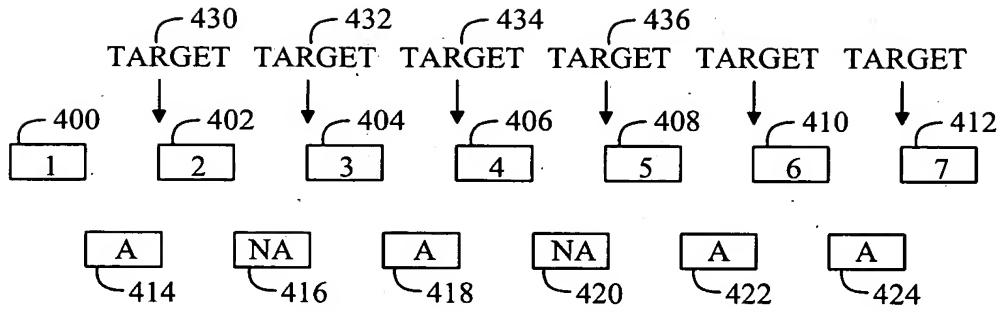 430 432 434 436
TARGET TARGET TARGET TARGET TARGET TARGET
400 402 404 406 408 410 412
1 2 3 4 5 6 7
A NA A NA A A
414 416 418 420 422 424